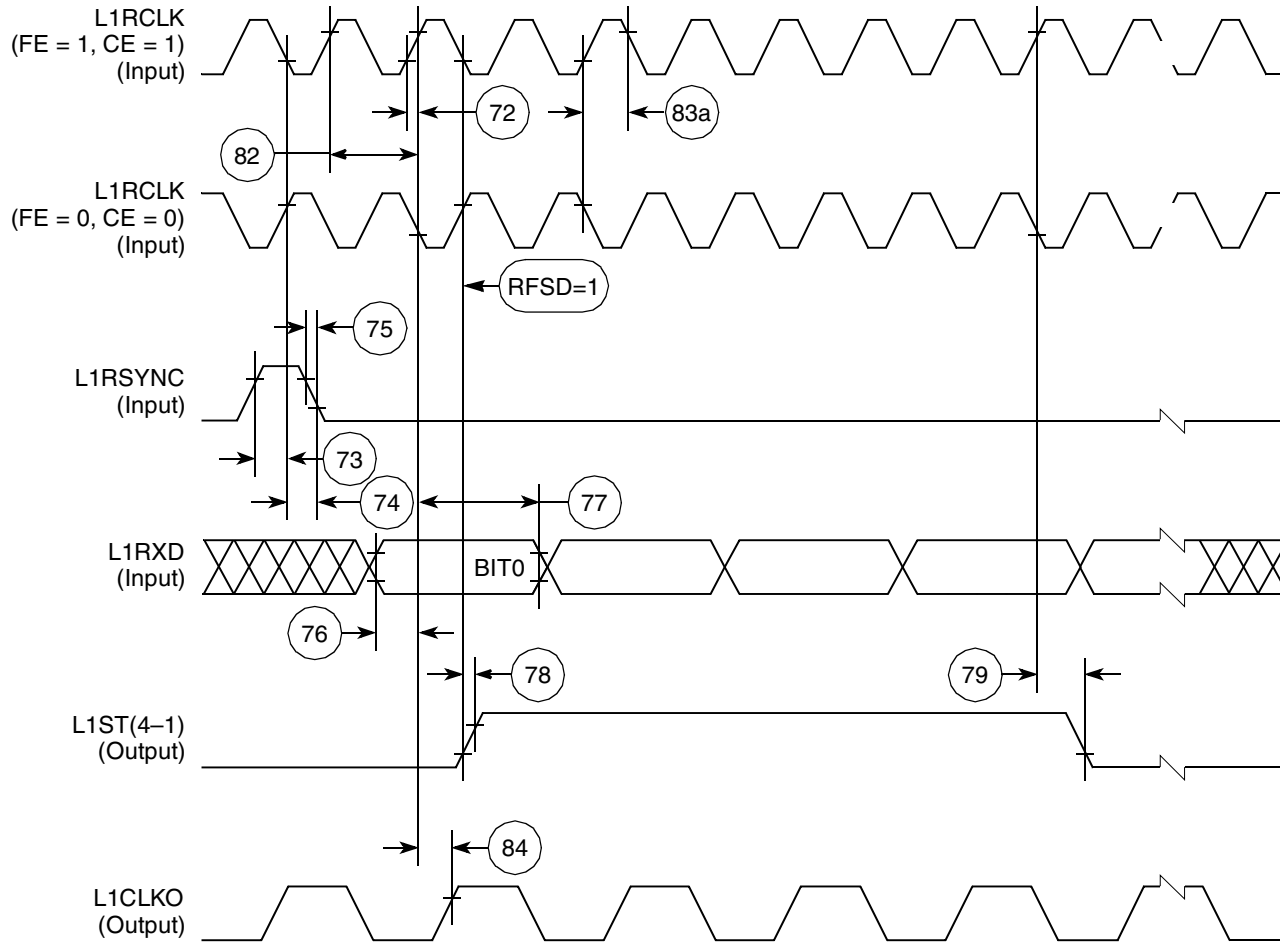 L1RCLK
(FE = 1, CE = 1)
(Input)
72
83a
82
L1RCLK
(FE = 0, CE = 0)
(Input)
RFSD=1
75
L1RSYNC
(Input)
73
74
77
L1RXD
(Input)
BIT0
76
78
79
L1ST(4–1)
(Output)
84
L1CLKO
(Output)